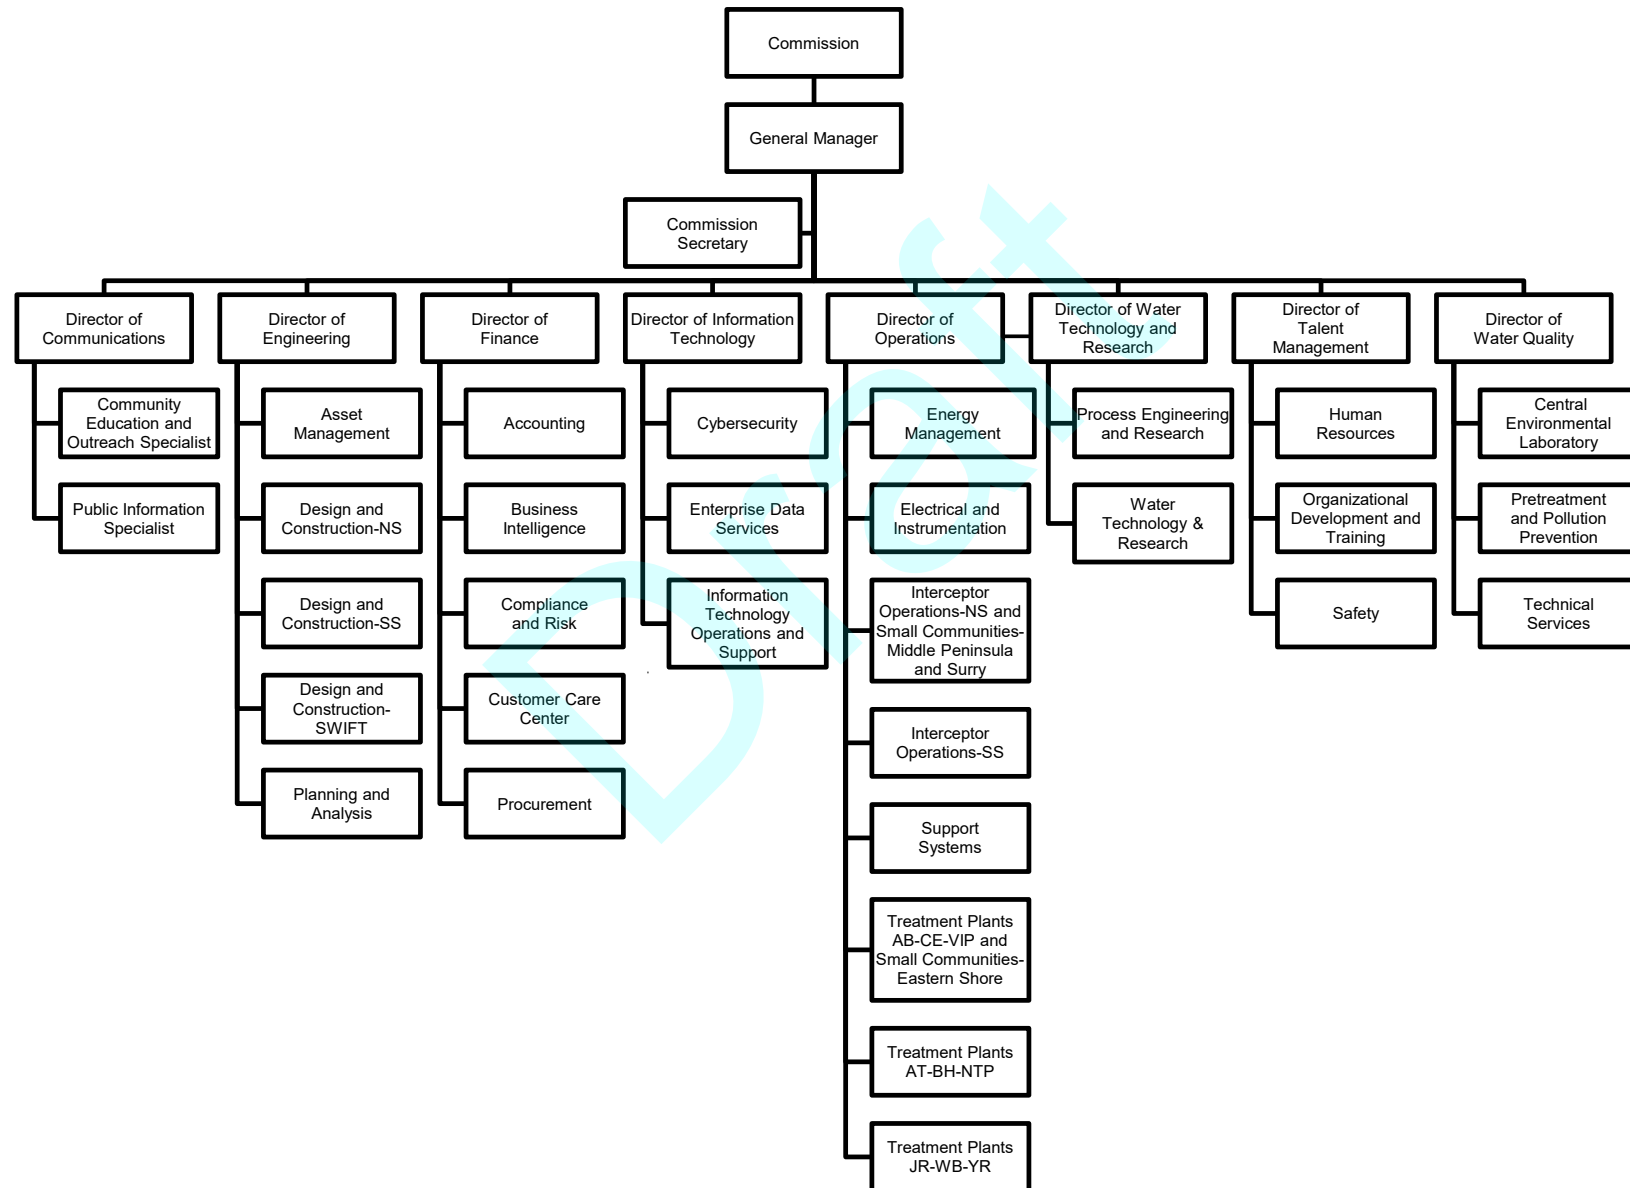 Commission
General Manager
Commission
Secretary
Director of
Communications
Community
Education and
Outreach Specialist
Public Information
Specialist
Director of
Engineering
Asset
Management
Design and
Construction-NS
Design and
Construction-SS
Design and
Construction-
SWIFT
Planning and
Analysis
Director of
Finance
Accounting
Business
Intelligence
Compliance
and Risk
Customer Care
Center
Procurement
Director of Information
Technology
Cybersecurity
Enterprise Data
Services
Information
Technology
Operations and
Support
Director of
Operations
Energy
Management
Electrical and
Instrumentation
Interceptor
Operations-NS and
Small Communities-
Middle Peninsula
and Surry
Interceptor
Operations-SS
Support
Systems
Treatment Plants
AB-CE-VIP and
Small Communities-
Eastern Shore
Treatment Plants
AT-BH-NTP
Treatment Plants
JR-WB-YR
Director of Water
Technology and
Research
Process Engineering
and Research
Water
Technology &
Research
Director of
Talent
Management
Human
Resources
Organizational
Development and
Training
Safety
Director of
Water Quality
Central
Environmental
Laboratory
Pretreatment
and Pollution
Prevention
Technical
Services
Draft